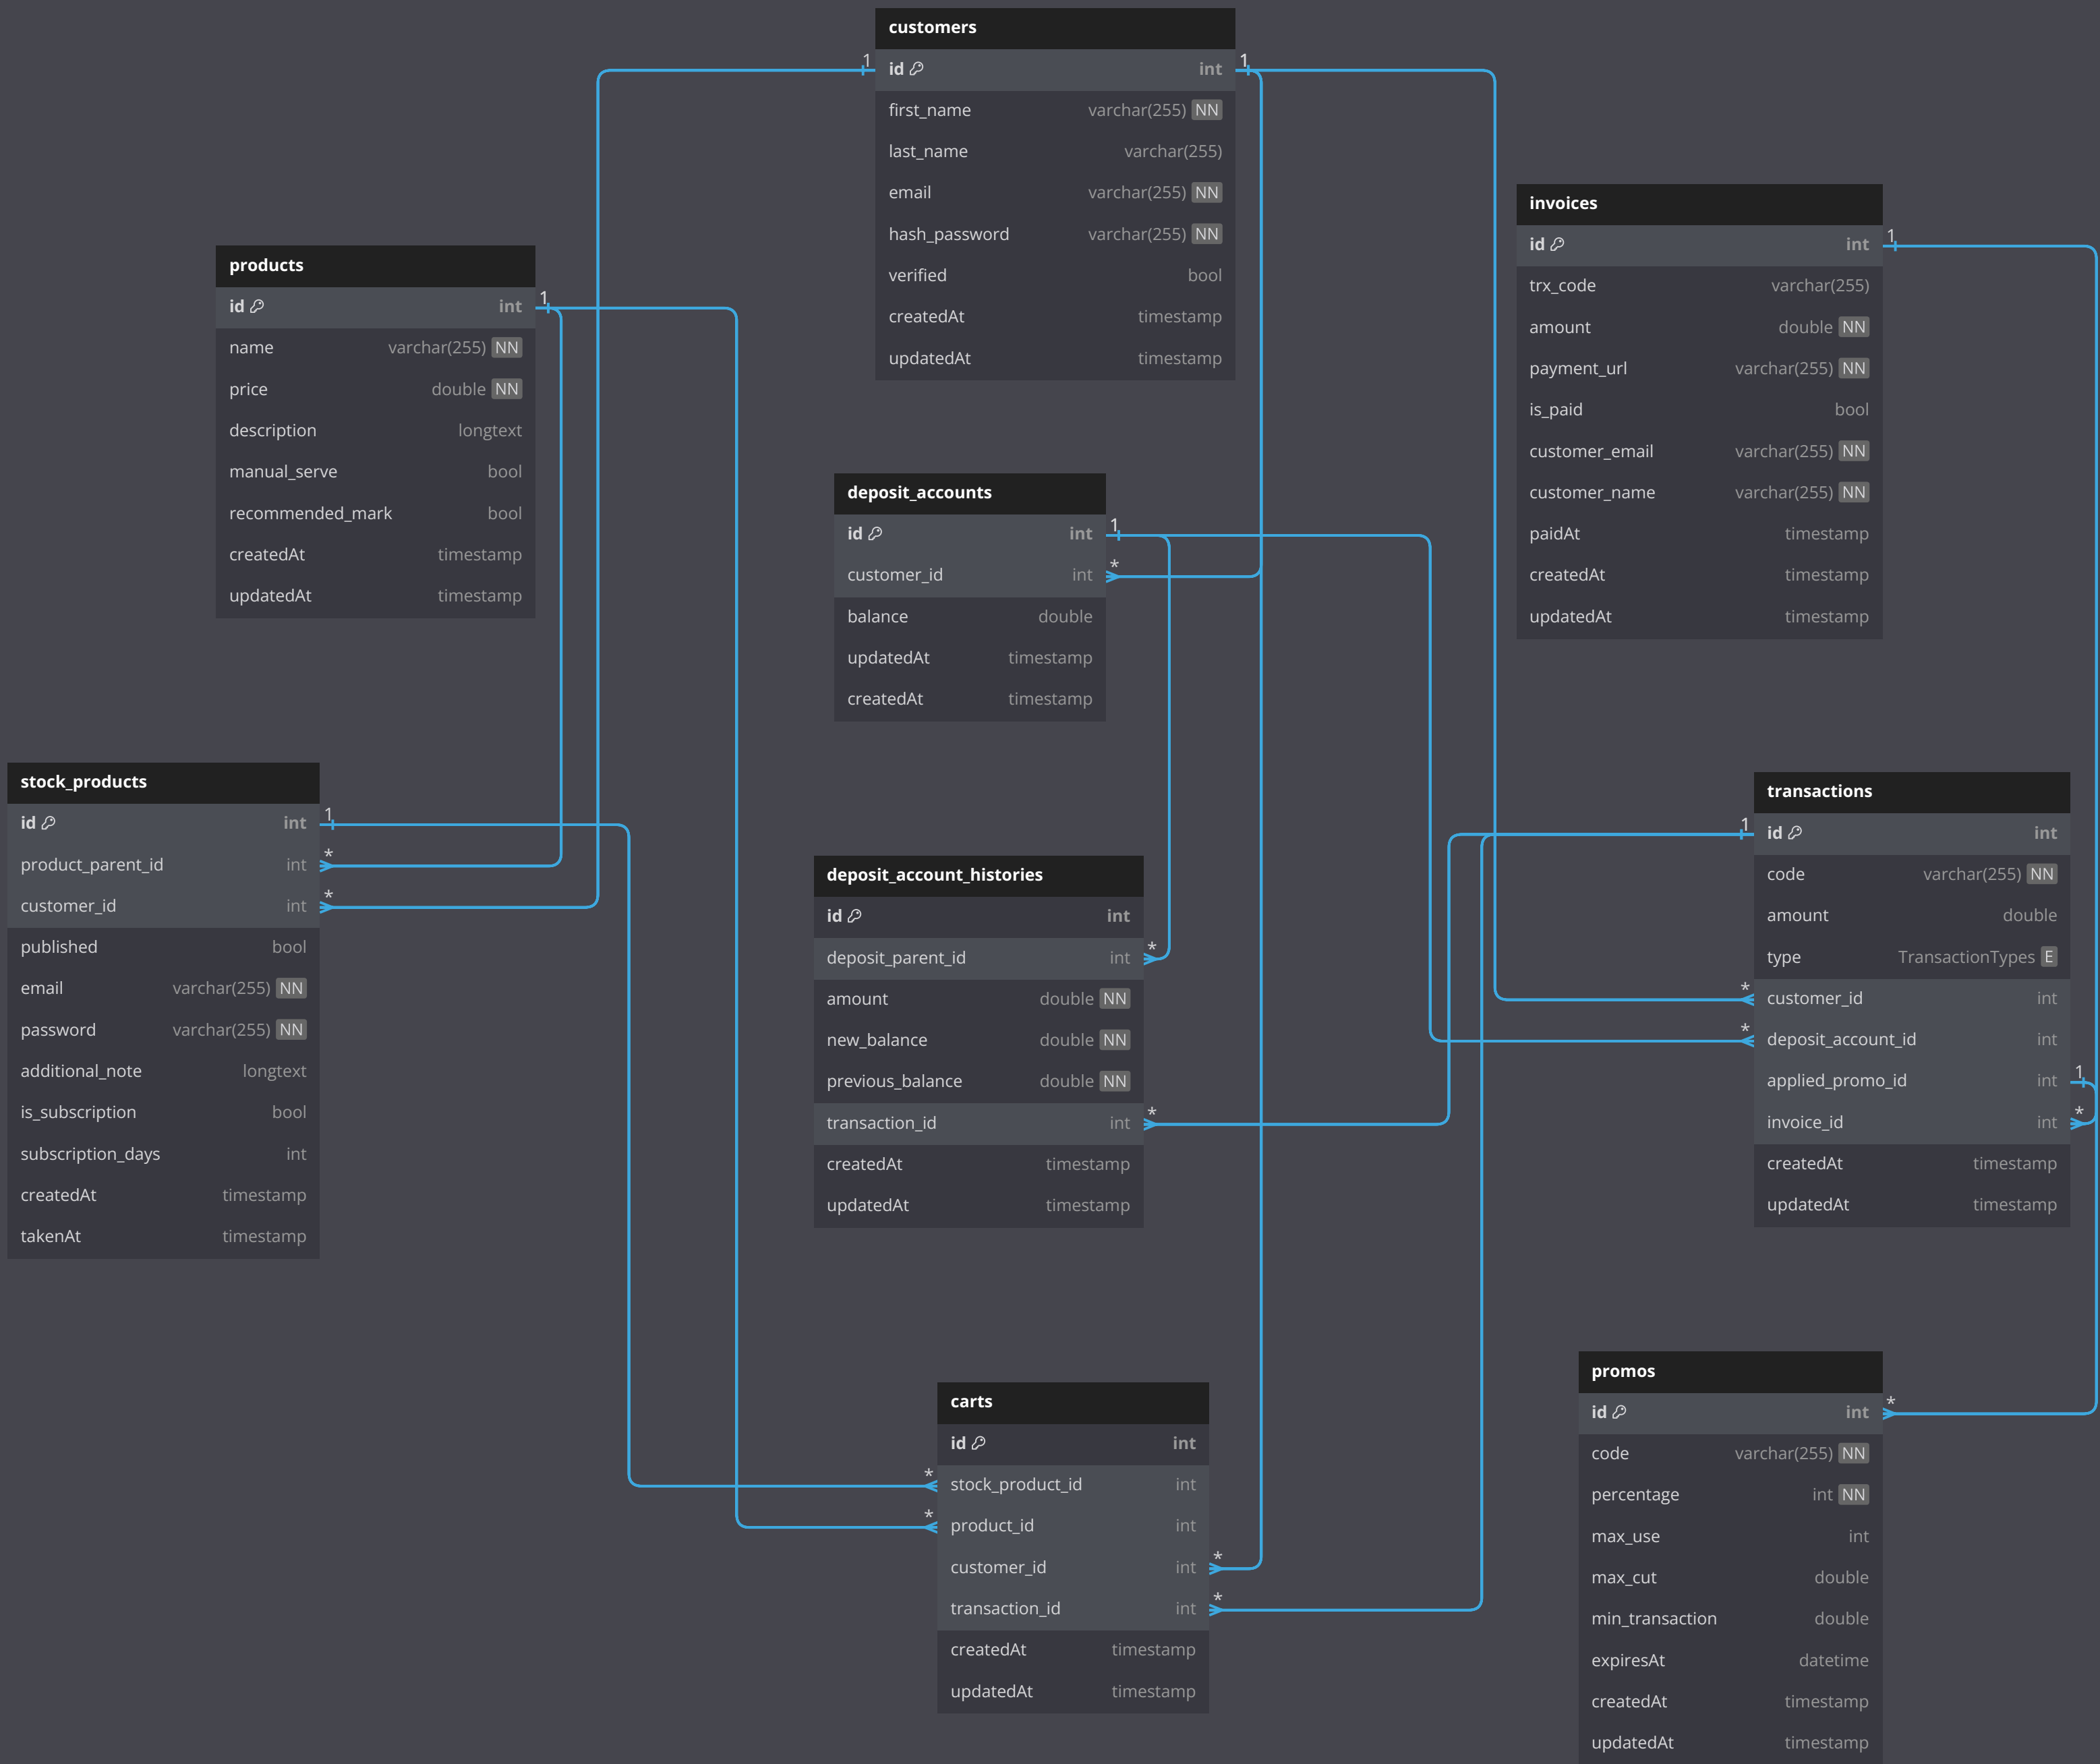 customers
1 id int 1
first_name varchar(255) NN
last_name varchar(255)
email varchar(255) NN
hash_password varchar(255) NN
verified bool
createdAt timestamp
updatedAt timestamp
invoices
id int 1
trx_code varchar(255)
amount double NN
payment_url varchar(255) NN
is_paid bool
customer_email varchar(255) NN
customer_name varchar(255) NN
paidAt timestamp
createdAt timestamp
updatedAt timestamp
products
id int 1
name varchar(255) NN
price double NN
description longtext
manual_serve bool
recommended_mark bool
createdAt timestamp
updatedAt timestamp
deposit_accounts
id int 1
customer_id int *
balance double
updatedAt timestamp
createdAt timestamp
stock_products
id int 1
product_parent_id int *
customer_id int *
published bool
email varchar(255) NN
password varchar(255) NN
additional_note longtext
is_subscription bool
subscription_days int
createdAt timestamp
takenAt timestamp
deposit_account_histories
id int
deposit_parent_id int *
amount double NN
new_balance double NN
previous_balance double NN
transaction_id int *
createdAt timestamp
updatedAt timestamp
transactions
1 id int
code varchar(255) NN
amount double
type TransactionTypes E
* customer_id int
* deposit_account_id int
applied_promo_id int 1
invoice_id int *
createdAt timestamp
updatedAt timestamp
carts
id int
* stock_product_id int
* product_id int
customer_id int *
transaction_id int *
createdAt timestamp
updatedAt timestamp
promos
id int *
code varchar(255) NN
percentage int NN
max_use int
max_cut double
min_transaction double
expiresAt datetime
createdAt timestamp
updatedAt timestamp